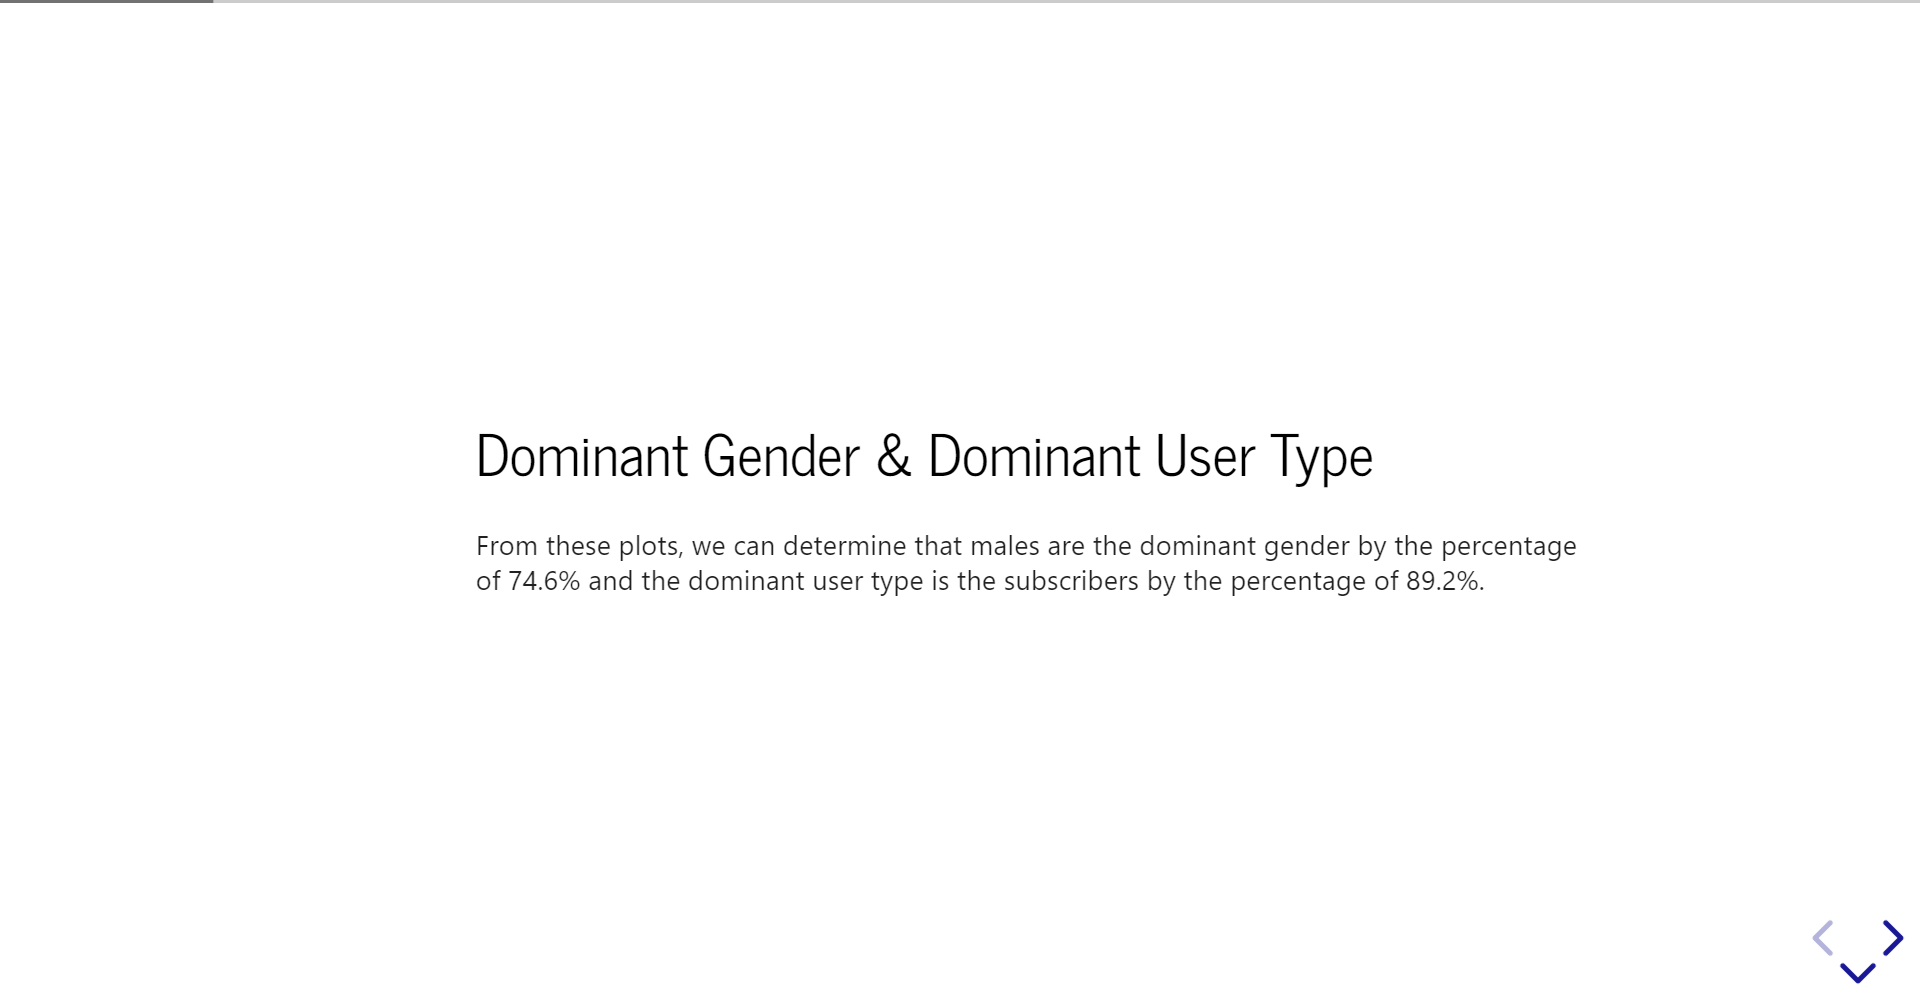 Dominant Gender & Dominant User Type
From these plots, we can determine that males are the dominant gender by the percentage
of 74.6% and the dominant user type is the subscribers by the percentage of 89.2%.